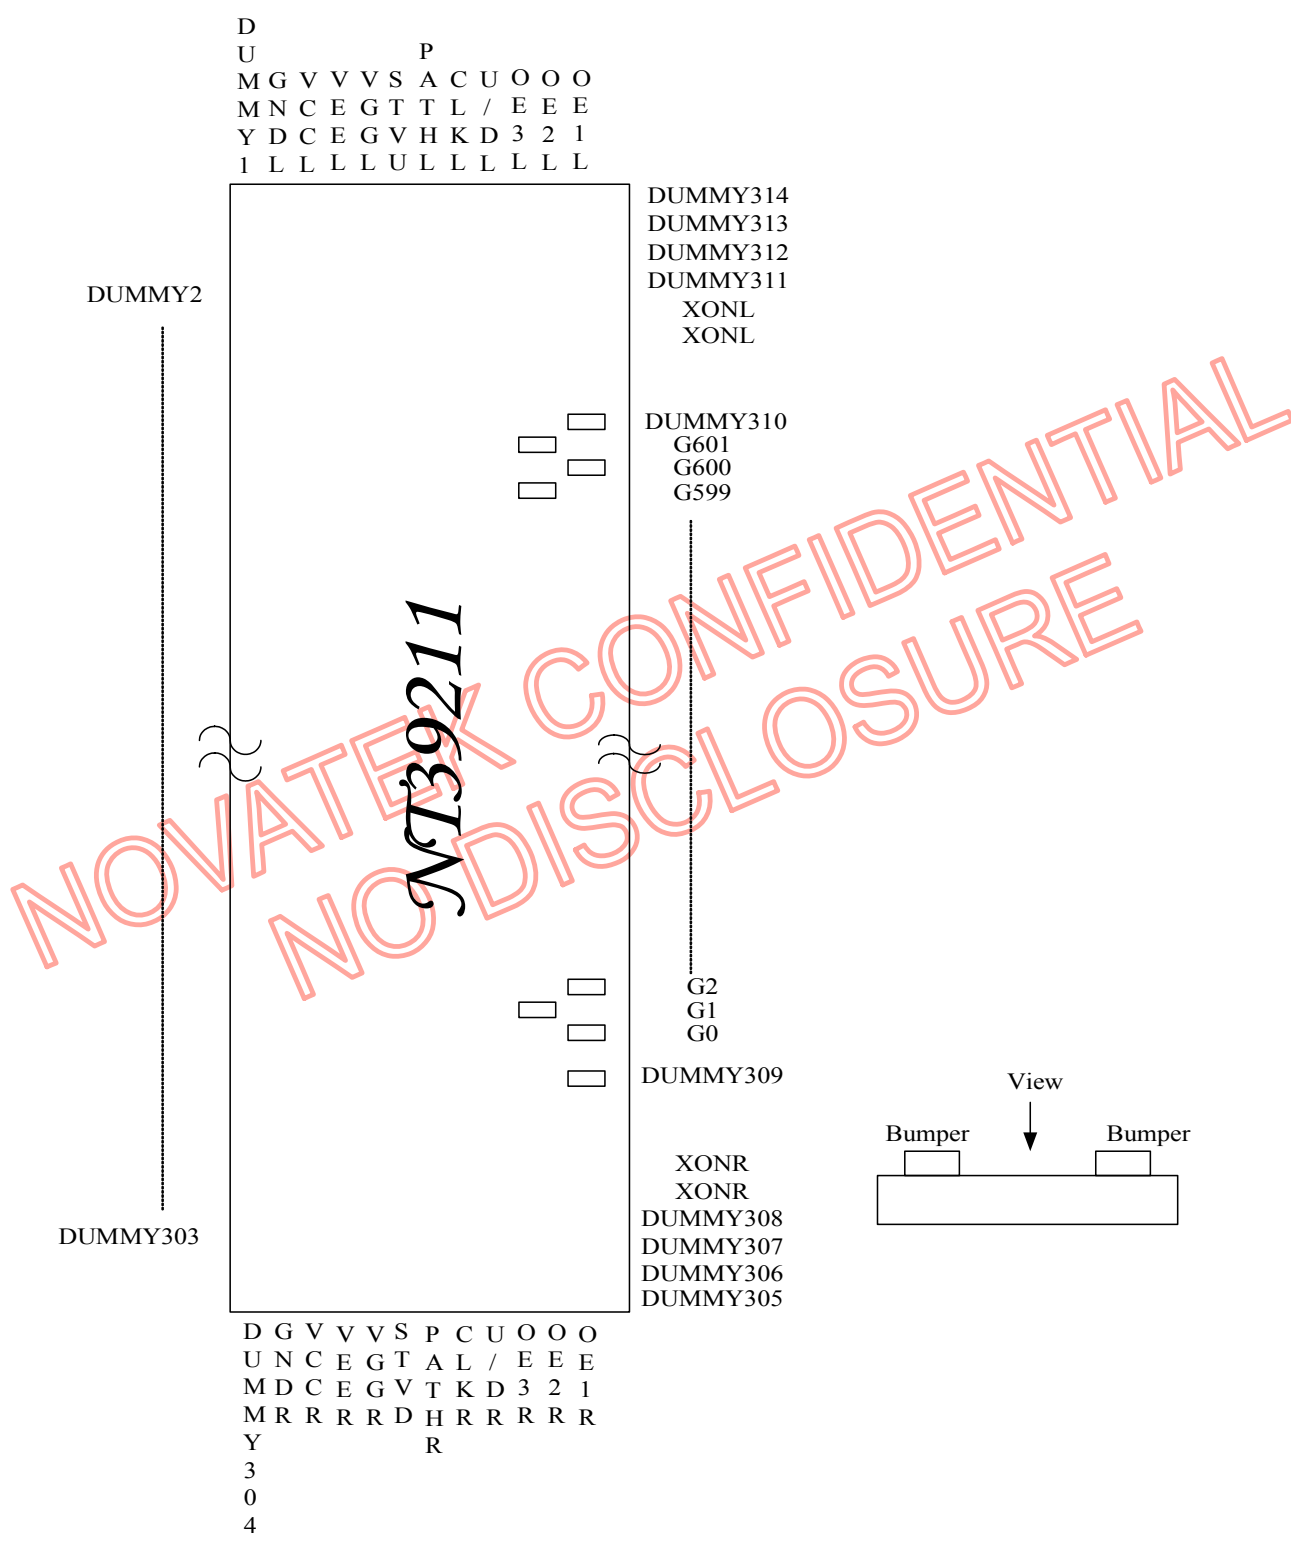 DUMMY1 GNDL VCCL VEEL VGGL STVU PATHL CLKL U/DL OE3L OE2L OE1L
DUMMY314
DUMMY313
DUMMY312
DUMMY311
XONL
XONL
DUMMY2
DUMMY310
G601
G600
G599
NT39211
NOVATEK CONFIDENTIAL
NO DISCLOSURE
G2
G1
G0
DUMMY309
View
Bumper Bumper
XONR
XONR
DUMMY308
DUMMY307
DUMMY306
DUMMY305
DUMMY303
DUMMY304 GNDR VCCR VEER VGGR STVD PATHR CLKR U/DR OE3R OE2R OE1R